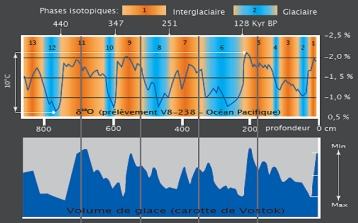 Phases isotopiques: 1 Interglaciaire 2 Glaciaire
440 347 251 128 Kyr BP
13 12 11 10 9 8 7 6 5 4 3 2 1
−2,5 %
−2,0 %
−1,5 %
−1,0 %
−0,5 %
10°C
δ¹⁸O (prélèvement V8-238 - Océan Pacifique)
800 600 400 200 profondeur 0 cm
Min
Max
Volume de glace (carotte de Vostok)